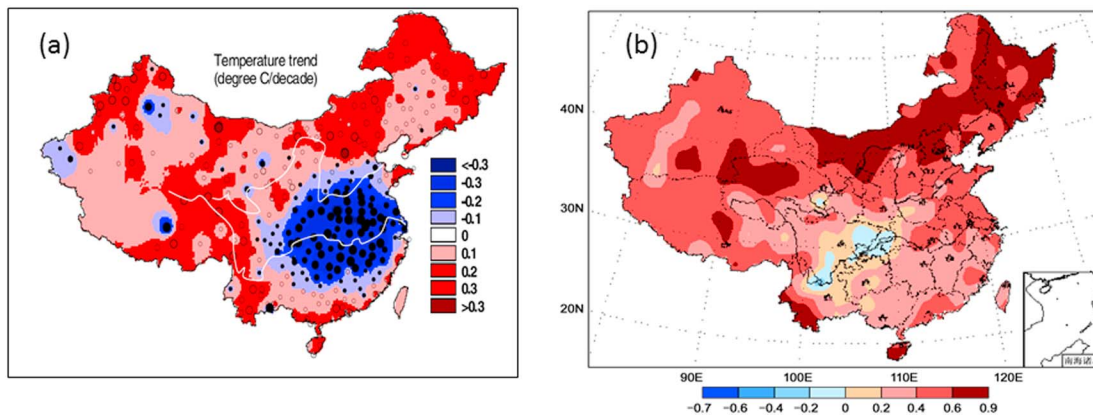 (a)
Temperature trend
(degree C/decade)
<-0.3
-0.3
-0.2
-0.1
0
0.1
0.2
0.3
>0.3
(b)
40N
30N
20N
90E 100E 110E 120E
南海诸
-0.7 -0.6 -0.4 -0.2 0 0.2 0.4 0.6 0.9